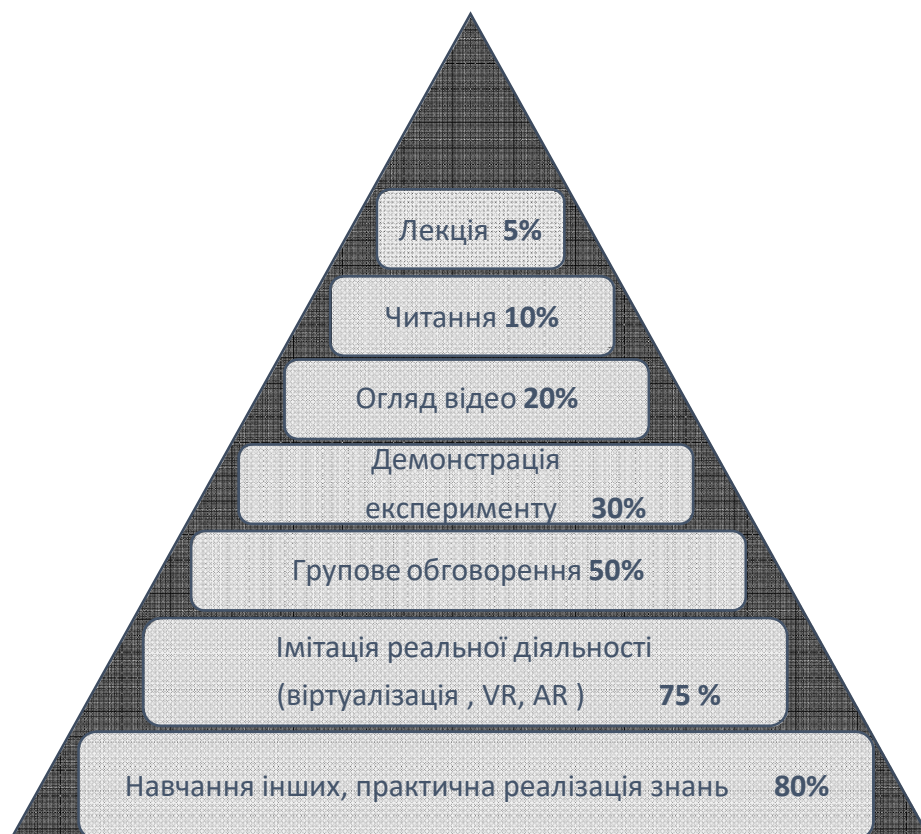 Лекція 5%
Читання 10%
Огляд відео 20%
Демонстрація
експерименту 30%
Групове обговорення 50%
Імітація реальної діяльності
(віртуалізація , VR, AR ) 75 %
Навчання інших, практична реалізація знань 80%